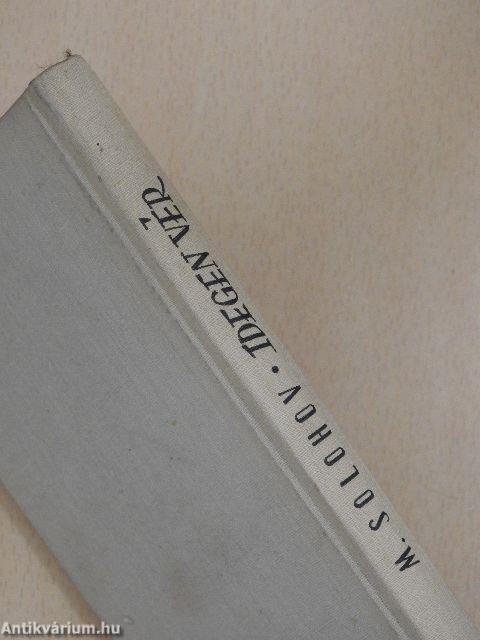 M. SOLOHOV • IDEGEN VÉR
Antikvárium.hu